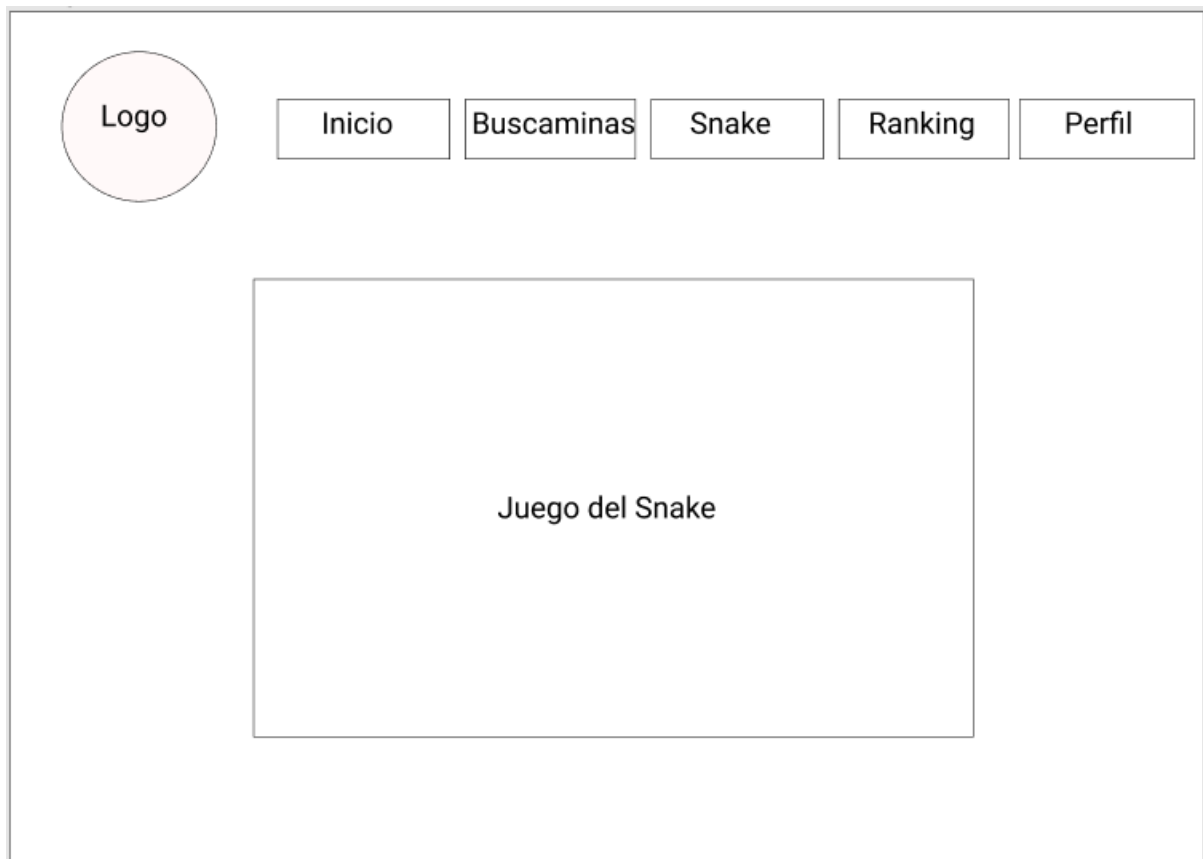 Logo
Inicio
Buscaminas
Snake
Ranking
Perfil
Juego del Snake